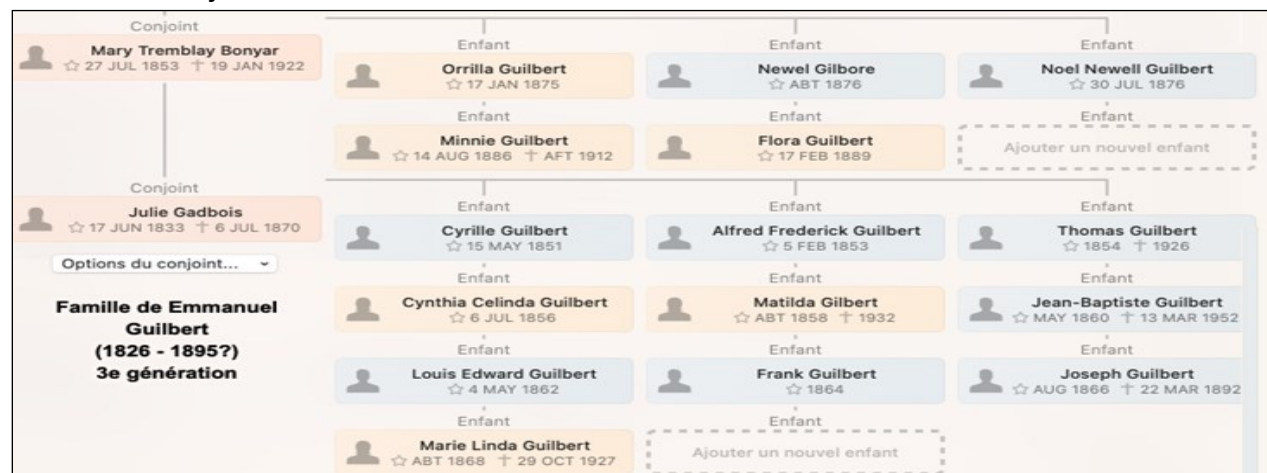 Conjoint
Mary Tremblay Bonyar
☆ 27 JUL 1853 † 19 JAN 1922
Enfant
Orrilla Guilbert
☆ 17 JAN 1875
Enfant
Newel Gilbore
☆ ABT 1876
Enfant
Noel Newell Guilbert
☆ 30 JUL 1876
Enfant
Minnie Guilbert
☆ 14 AUG 1886 † AFT 1912
Enfant
Flora Guilbert
☆ 17 FEB 1889
Enfant
Ajouter un nouvel enfant
Conjoint
Julie Gadbois
☆ 17 JUN 1833 † 6 JUL 1870
Options du conjoint...
Famille de Emmanuel
Guilbert
(1826 - 1895?)
3e génération
Enfant
Cyrille Guilbert
☆ 15 MAY 1851
Enfant
Alfred Frederick Guilbert
☆ 5 FEB 1853
Enfant
Thomas Guilbert
☆ 1854 † 1926
Enfant
Cynthia Celinda Guilbert
☆ 6 JUL 1856
Enfant
Matilda Gilbert
☆ ABT 1858 † 1932
Enfant
Jean-Baptiste Guilbert
☆ MAY 1860 † 13 MAR 1952
Enfant
Louis Edward Guilbert
☆ 4 MAY 1862
Enfant
Frank Guilbert
☆ 1864
Enfant
Joseph Guilbert
☆ AUG 1866 † 22 MAR 1892
Enfant
Marie Linda Guilbert
☆ ABT 1868 † 29 OCT 1927
Enfant
Ajouter un nouvel enfant